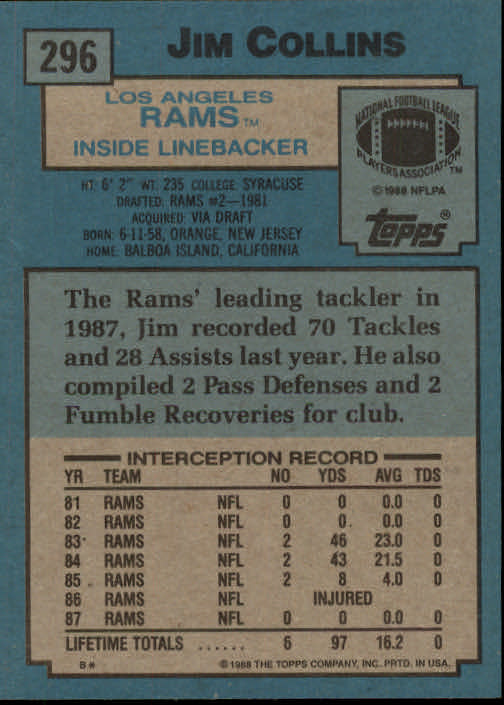 296
JIM COLLINS
LOS ANGELES
RAMS™
INSIDE LINEBACKER
NATIONAL FOOTBALL LEAGUE
PLAYERS ASSOCIATION™
© 1988 NFLPA
topps®
HT: 6' 2" WT: 235 COLLEGE: SYRACUSE
DRAFTED: RAMS #2—1981
ACQUIRED: VIA DRAFT
BORN: 6-11-58, ORANGE, NEW JERSEY
HOME: BALBOA ISLAND, CALIFORNIA
The Rams' leading tackler in
1987, Jim recorded 70 Tackles
and 28 Assists last year. He also
compiled 2 Pass Defenses and 2
Fumble Recoveries for club.
INTERCEPTION RECORD
YR TEAM NO YDS AVG TDS
81 RAMS NFL 0 0 0.0 0
82 RAMS NFL 0 0 0.0 0
83 RAMS NFL 2 46 23.0 0
84 RAMS NFL 2 43 21.5 0
85 RAMS NFL 2 8 4.0 0
86 RAMS NFL INJURED
87 RAMS NFL 0 0 0.0 0
LIFETIME TOTALS ...... 6 97 16.2 0
B* © 1988 THE TOPPS COMPANY, INC. PRTD. IN USA.